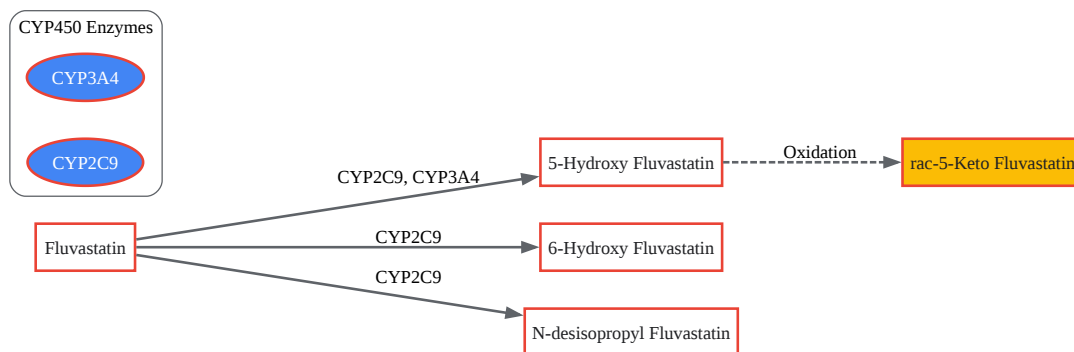 CYP450 Enzymes
CYP3A4
CYP2C9
5-Hydroxy Fluvastatin
Oxidation
rac-5-Keto Fluvastatin
CYP2C9, CYP3A4
Fluvastatin
CYP2C9
6-Hydroxy Fluvastatin
CYP2C9
N-desisopropyl Fluvastatin